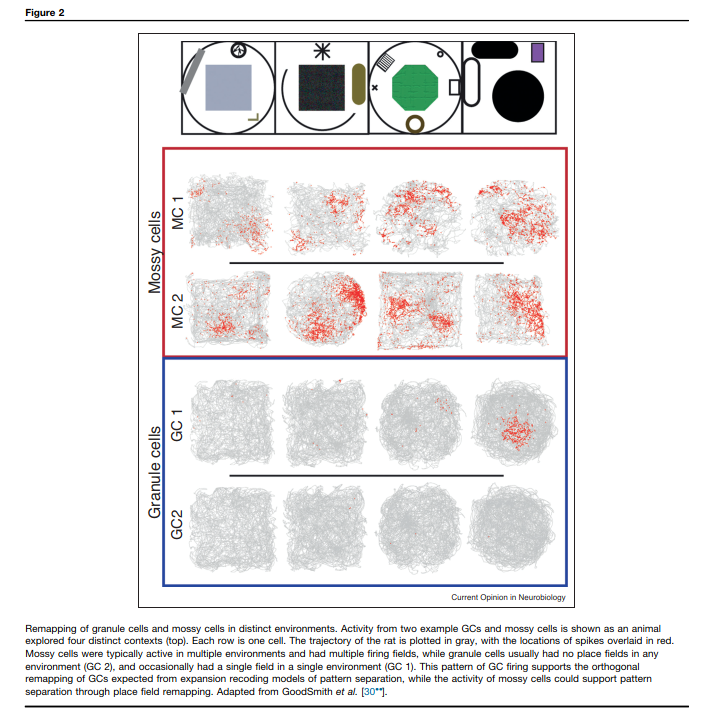 Figure 2
Mossy cells
MC 1
MC 2
Granule cells
GC 1
GC2
Current Opinion in Neurobiology
Remapping of granule cells and mossy cells in distinct environments. Activity from two example GCs and mossy cells is shown as an animal
explored four distinct contexts (top). Each row is one cell. The trajectory of the rat is plotted in gray, with the locations of spikes overlaid in red.
Mossy cells were typically active in multiple environments and had multiple firing fields, while granule cells usually had no place fields in any
environment (GC 2), and occasionally had a single field in a single environment (GC 1). This pattern of GC firing supports the orthogonal
remapping of GCs expected from expansion recoding models of pattern separation, while the activity of mossy cells could support pattern
separation through place field remapping. Adapted from GoodSmith et al. [30**].